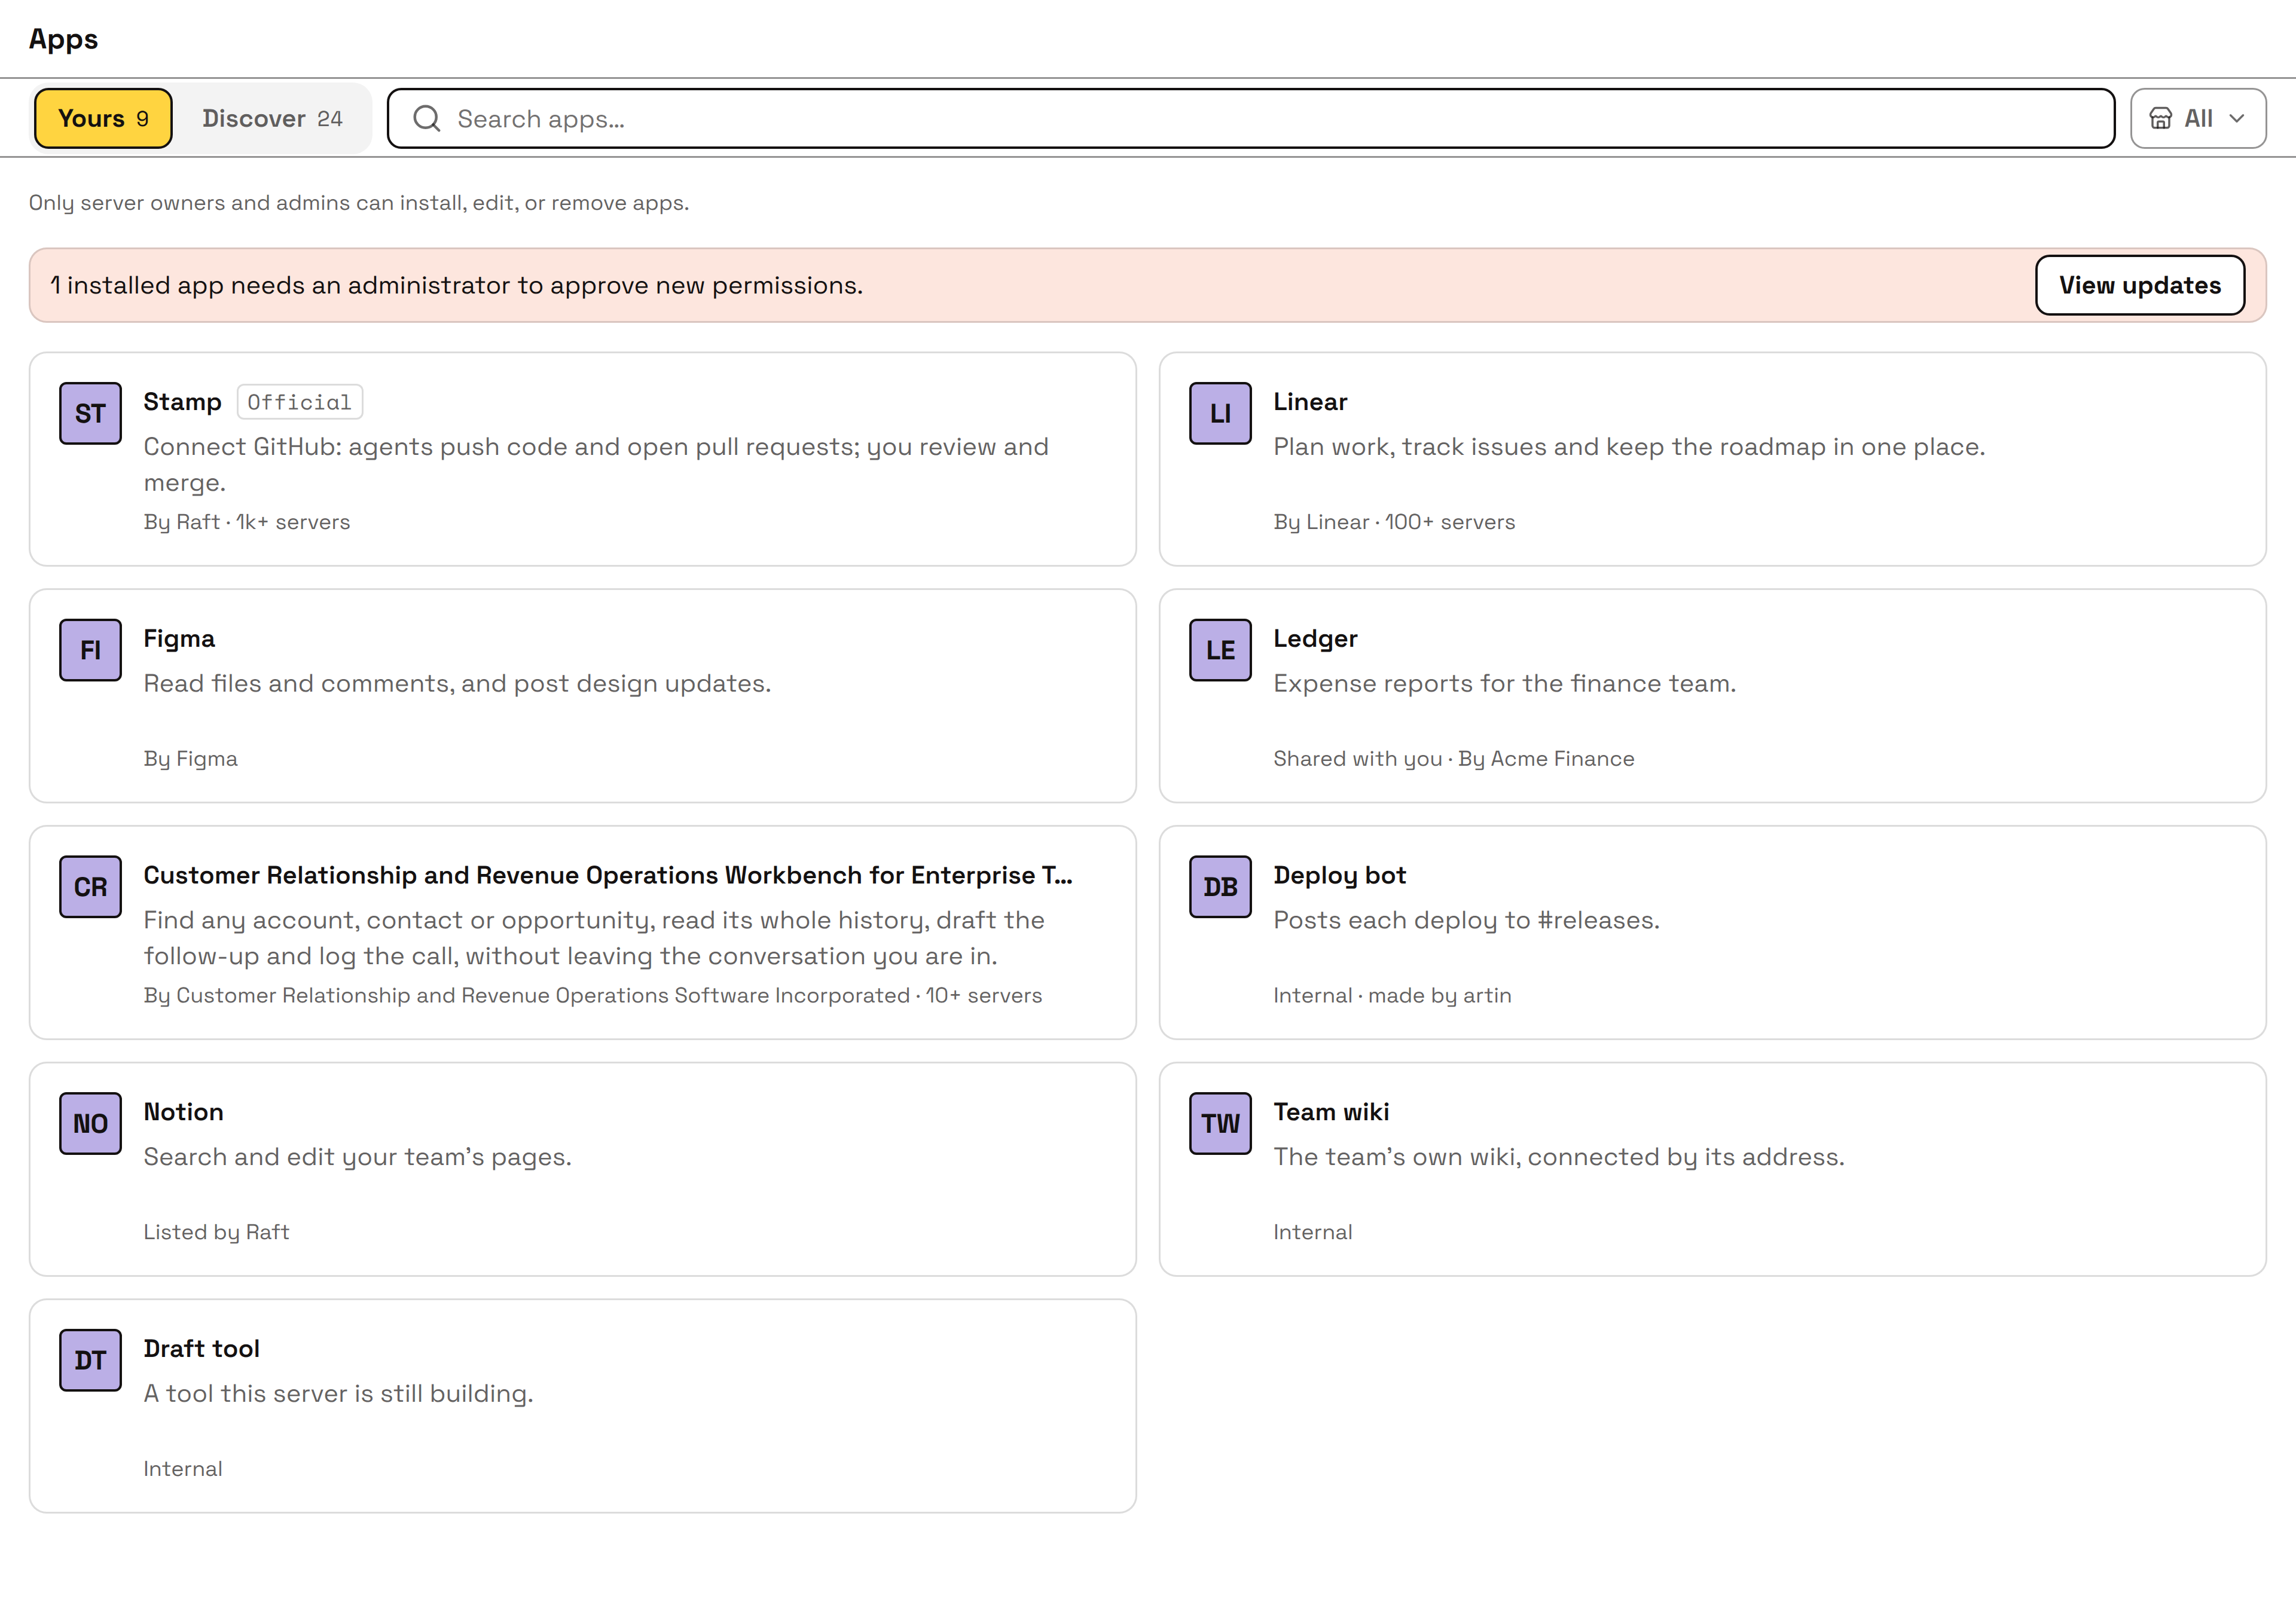 Apps
Yours 9
Discover 24
Search apps...
All
Only server owners and admins can install, edit, or remove apps.
1 installed app needs an administrator to approve new permissions.
View updates
ST
Stamp Official
Connect GitHub: agents push code and open pull requests; you review and
merge.
By Raft · 1k+ servers
LI
Linear
Plan work, track issues and keep the roadmap in one place.
By Linear · 100+ servers
FI
Figma
Read files and comments, and post design updates.
By Figma
LE
Ledger
Expense reports for the finance team.
Shared with you · By Acme Finance
CR
Customer Relationship and Revenue Operations Workbench for Enterprise T...
Find any account, contact or opportunity, read its whole history, draft the
follow-up and log the call, without leaving the conversation you are in.
By Customer Relationship and Revenue Operations Software Incorporated · 10+ servers
DB
Deploy bot
Posts each deploy to #releases.
Internal · made by artin
NO
Notion
Search and edit your team's pages.
Listed by Raft
TW
Team wiki
The team's own wiki, connected by its address.
Internal
DT
Draft tool
A tool this server is still building.
Internal